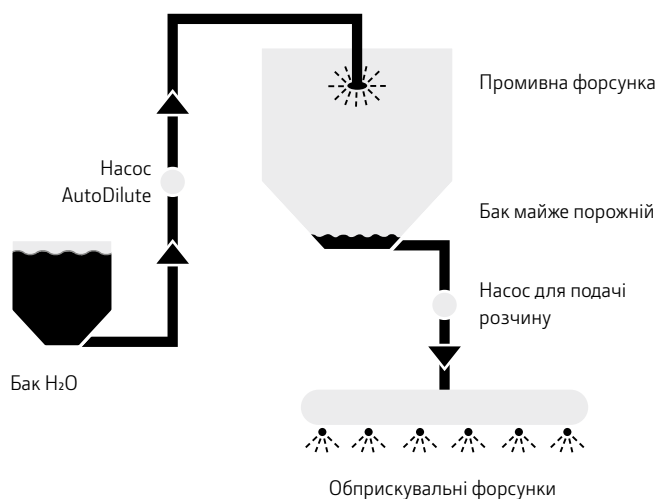 Промивна форсунка
Насос
AutoDilute
Бак майже порожній
Насос для подачі
розчину
Бак H₂O
Обприскувальні форсунки